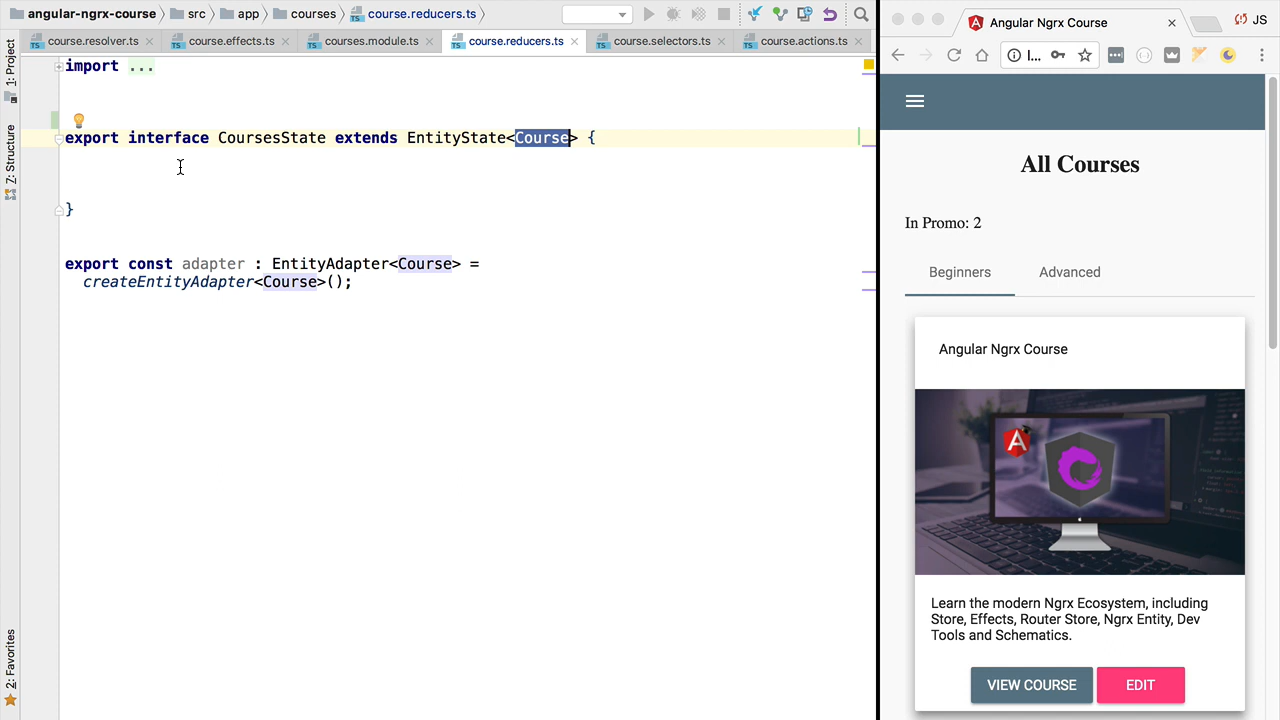 angular-ngrx-course src app courses course.reducers.ts
course.resolver.ts course.effects.ts courses.module.ts course.reducers.ts course.selectors.ts course.actions.ts
1: Project
Z: Structure
2: Favorites
import ...
export interface CoursesState extends EntityState<Course> {
}
export const adapter : EntityAdapter<Course> =
createEntityAdapter<Course>();
Angular Ngrx Course
JS
l...
All Courses
In Promo: 2
Beginners Advanced
Angular Ngrx Course
Learn the modern Ngrx Ecosystem, including
Store, Effects, Router Store, Ngrx Entity, Dev
Tools and Schematics.
VIEW COURSE EDIT